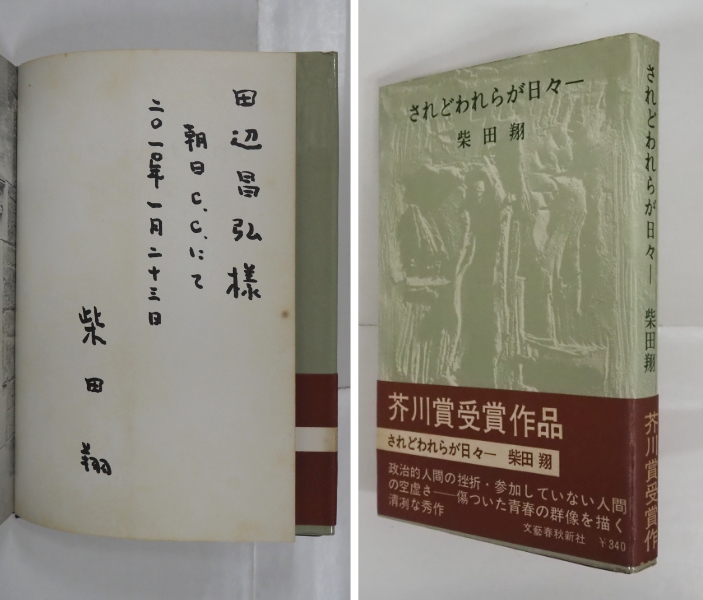 田辺昌弘様
朝日C.C.にて
二〇一〇年一月二十三日
柴田翔
されどわれらが日々―
柴田翔
芥川賞受賞作品
されどわれらが日々― 柴田 翔
政治的人間の挫折・参加していない人間
の空虚さ――傷ついた青春の群像を描く
清冽な秀作
文藝春秋新社 ¥340
されどわれらが日々―
柴田翔
芥川賞受賞作